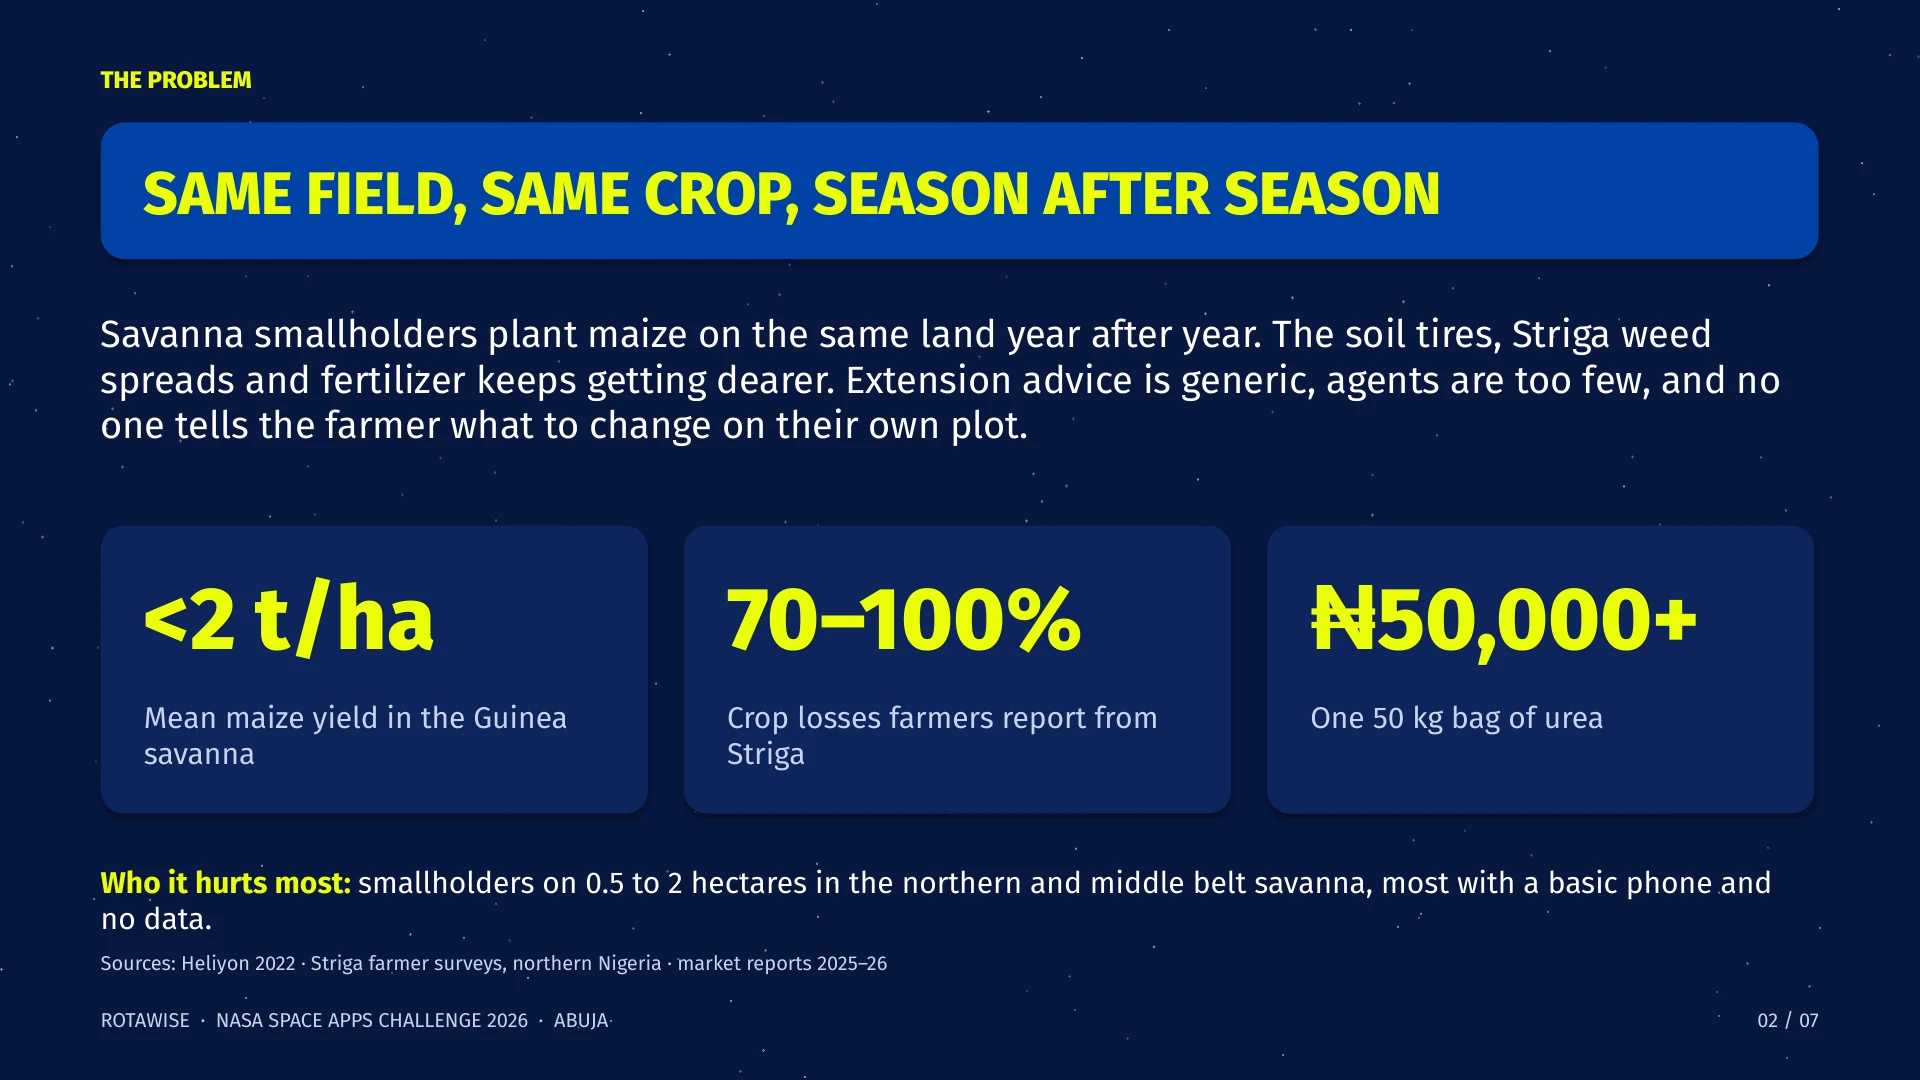 THE PROBLEM
SAME FIELD, SAME CROP, SEASON AFTER SEASON
Savanna smallholders plant maize on the same land year after year. The soil tires, Striga weed
spreads and fertilizer keeps getting dearer. Extension advice is generic, agents are too few, and no
one tells the farmer what to change on their own plot.
<2 t/ha
Mean maize yield in the Guinea
savanna
70–100%
Crop losses farmers report from
Striga
₦50,000+
One 50 kg bag of urea
Who it hurts most: smallholders on 0.5 to 2 hectares in the northern and middle belt savanna, most with a basic phone and
no data.
Sources: Heliyon 2022 · Striga farmer surveys, northern Nigeria · market reports 2025–26
ROTAWISE · NASA SPACE APPS CHALLENGE 2026 · ABUJA
02 / 07